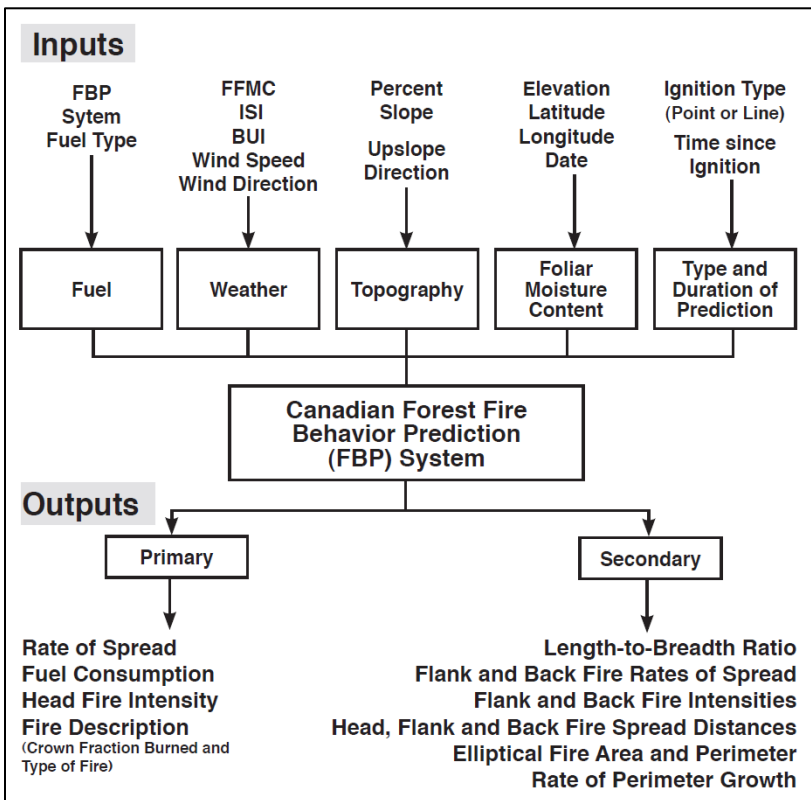 Inputs
FBP
Sytem
Fuel Type
FFMC
ISI
BUI
Wind Speed
Wind Direction
Percent
Slope
Upslope
Direction
Elevation
Latitude
Longitude
Date
Ignition Type
(Point or Line)
Time since
Ignition
Fuel
Weather
Topography
Foliar
Moisture
Content
Type and
Duration of
Prediction
Canadian Forest Fire
Behavior Prediction
(FBP) System
Outputs
Primary
Secondary
Rate of Spread
Fuel Consumption
Head Fire Intensity
Fire Description
(Crown Fraction Burned and
Type of Fire)
Length-to-Breadth Ratio
Flank and Back Fire Rates of Spread
Flank and Back Fire Intensities
Head, Flank and Back Fire Spread Distances
Elliptical Fire Area and Perimeter
Rate of Perimeter Growth